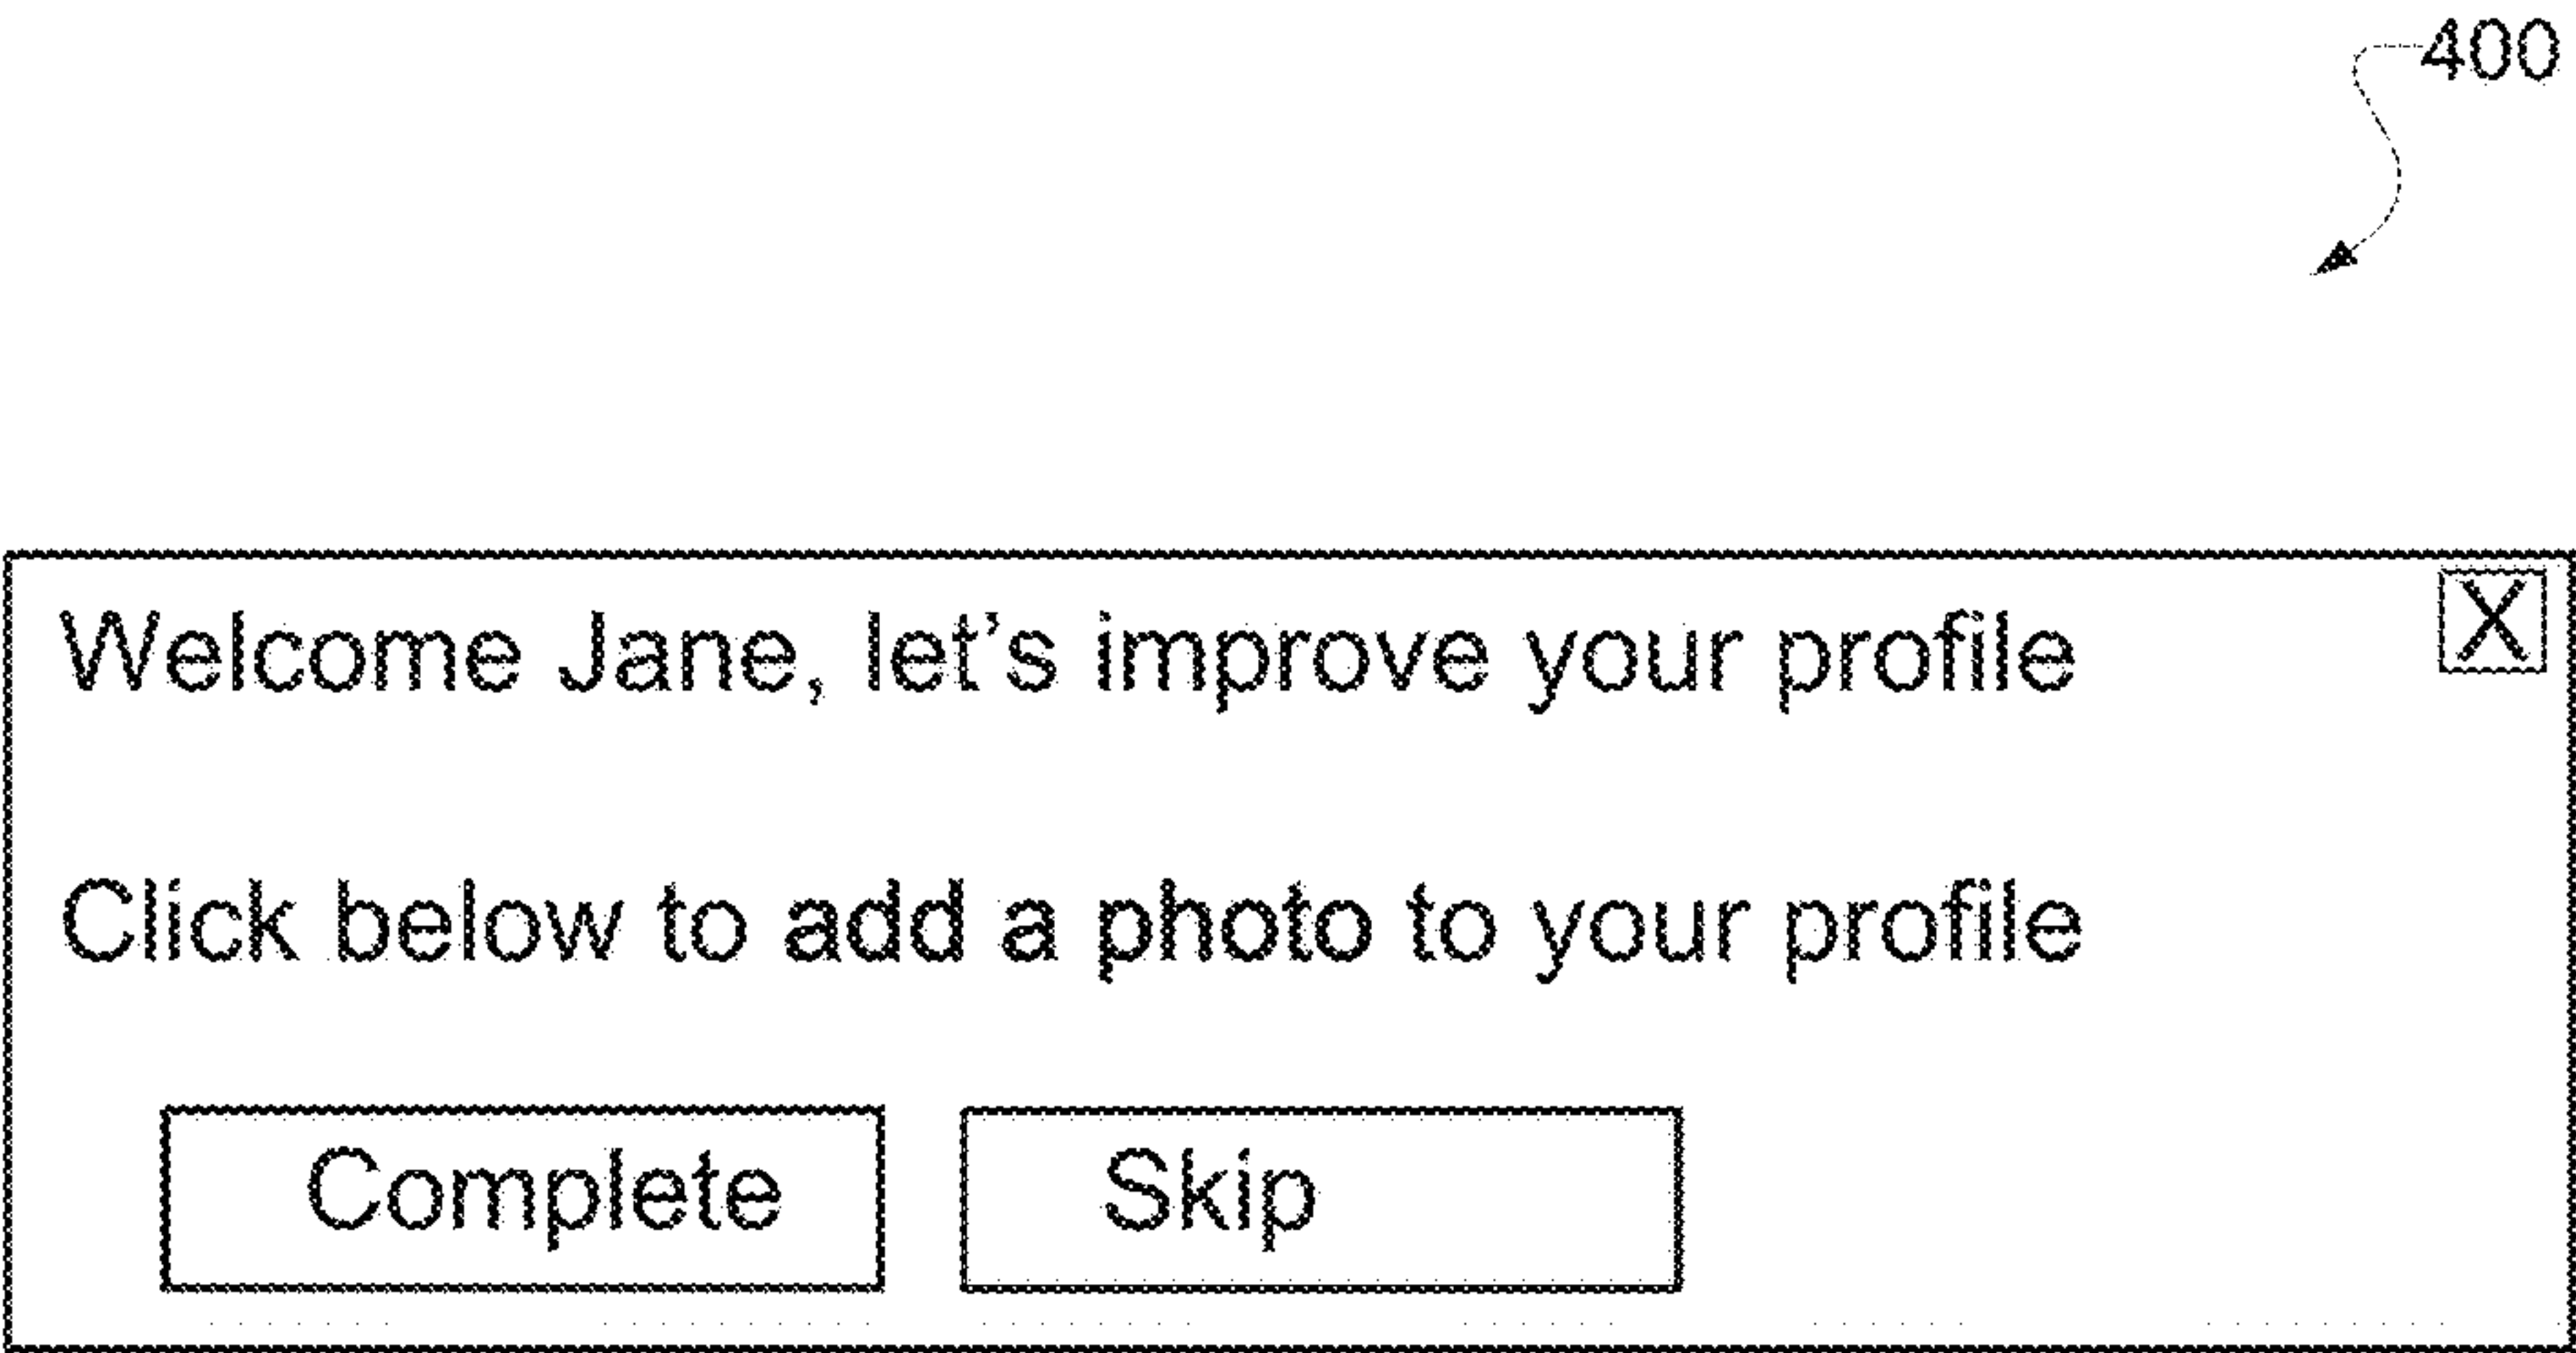 400
Welcome Jane, let’s improve your profile
X
Click below to add a photo to your profile
Complete
Skip